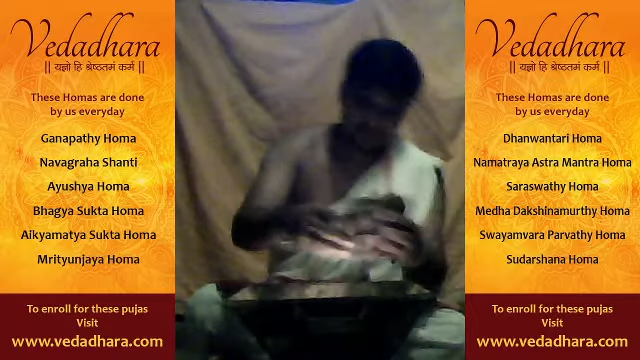 Vedadhara
|| यज्ञो हि श्रेष्ठतमं कर्म ||
These Homas are done
by us everyday
Ganapathy Homa
Navagraha Shanti
Ayushya Homa
Bhagya Sukta Homa
Aikyamatya Sukta Homa
Mrityunjaya Homa
To enroll for these pujas
Visit
www.vedadhara.com
Vedadhara
|| यज्ञो हि श्रेष्ठतमं कर्म ||
These Homas are done
by us everyday
Dhanwantari Homa
Namatraya Astra Mantra Homa
Saraswathy Homa
Medha Dakshinamurthy Homa
Swayamvara Parvathy Homa
Sudarshana Homa
To enroll for these pujas
Visit
www.vedadhara.com